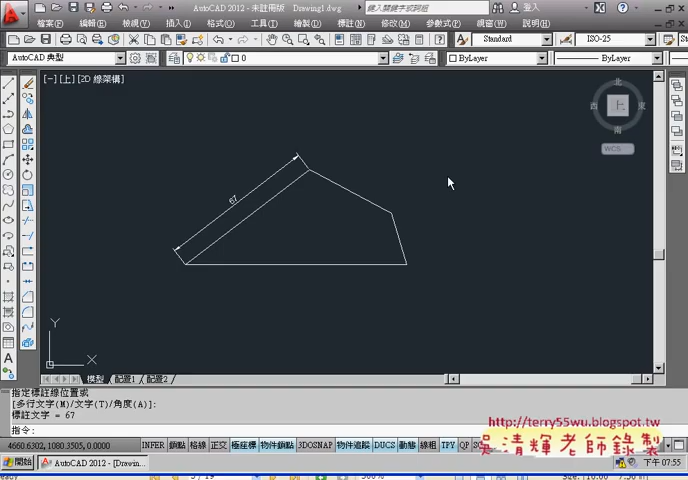 AutoCAD 2012 - 未註冊版 Drawing1.dwg
鍵入關鍵字或詞組
登入
檔案(F)
編輯(E)
檢視(V)
插入(I)
格式(O)
工具(T)
繪製(D)
標註(N)
修改(M)
參數式(P)
視窗(W)
說明(H)
Standard
ISO-25
AutoCAD 典型
0
ByLayer
ByLayer
[-] [上] [2D 線架構]
北
西
上
東
南
WCS
67
Y
X
模型
配置1
配置2
指定標註線位置或
[多行文字(M)/文字(T)/角度(A)]:
標註文字 = 67
指令:
http://terry55wu.blogspot.tw
吳清輝老師錄製
4660.6302, 1080.3505, 0.0000
INFER
鎖點
格線
正交
極座標
物件鎖點
3DOSNAP
物件追蹤
DUCS
動態
線粗
TPY
QP
SC
開始
AutoCAD 2012 - [Drawin...
下午 07:55